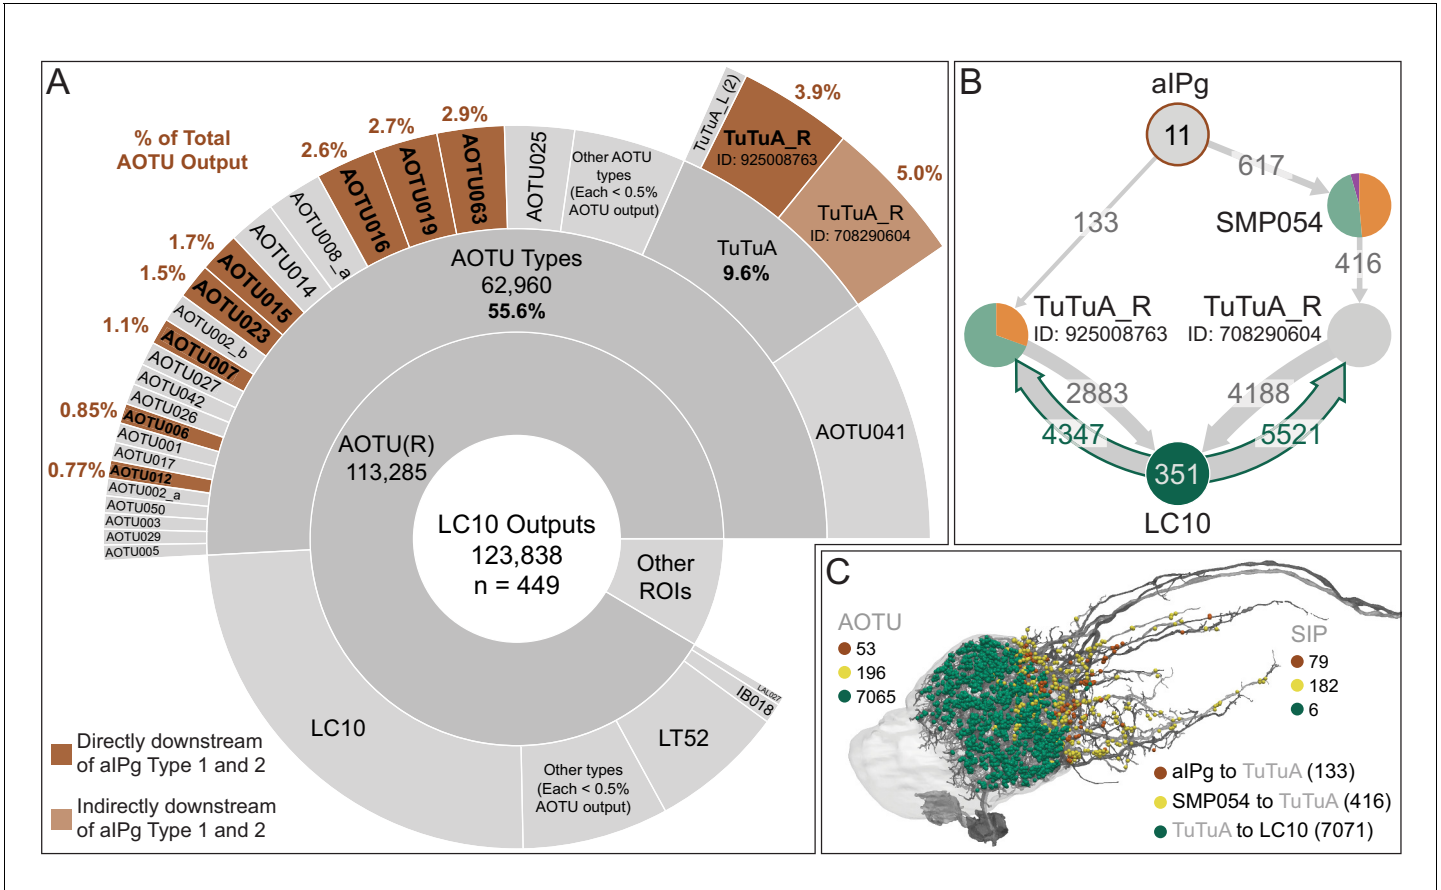 A
% of Total
AOTU Output
2.6%
2.7%
2.9%
3.9%
5.0%
1.7%
1.5%
1.1%
0.85%
0.77%
TuTuA_L (2)
TuTuA_R
ID: 925008763
TuTuA_R
ID: 708290604
TuTuA
9.6%
AOTU041
Other AOTU
types
(Each < 0.5%
AOTU output)
AOTU025
AOTU063
AOTU019
AOTU016
AOTU008_a
AOTU014
AOTU015
AOTU023
AOTU002_b
AOTU007
AOTU027
AOTU042
AOTU026
AOTU006
AOTU001
AOTU017
AOTU012
AOTU002_a
AOTU050
AOTU003
AOTU029
AOTU005
AOTU Types
62,960
55.6%
AOTU(R)
113,285
LC10 Outputs
123,838
n = 449
Other
ROIs
LAL027
IB018
LT52
Other types
(Each < 0.5%
AOTU output)
LC10
Directly downstream
of aIPg Type 1 and 2
Indirectly downstream
of aIPg Type 1 and 2
B
aIPg
11
617
133
SMP054
416
TuTuA_R
ID: 925008763
TuTuA_R
ID: 708290604
2883
4188
4347
5521
351
LC10
C
AOTU
53
196
7065
SIP
79
182
6
aIPg to TuTuA (133)
SMP054 to TuTuA (416)
TuTuA to LC10 (7071)